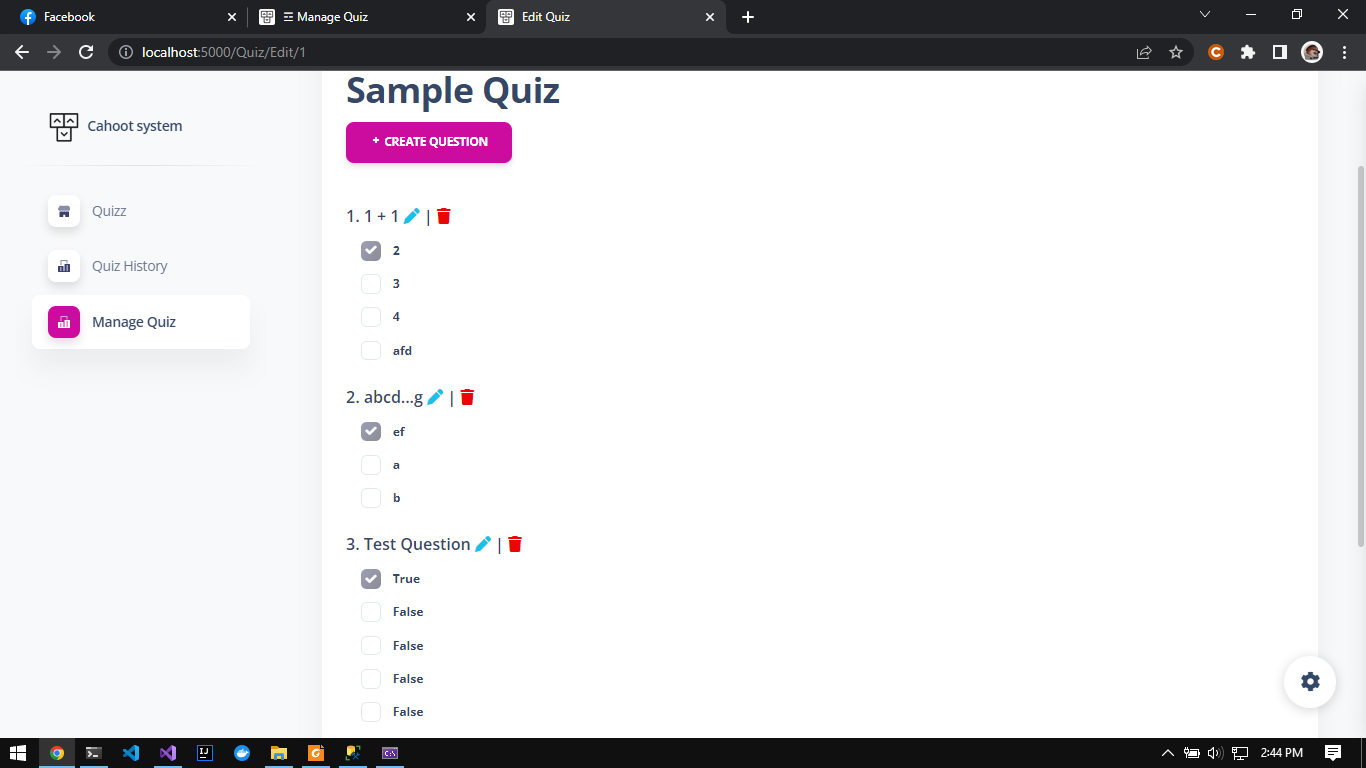 Facebook
Manage Quiz
Edit Quiz
localhost:5000/Quiz/Edit/1
Cahoot system
Quizz
Quiz History
Manage Quiz
Sample Quiz
+ CREATE QUESTION
1. 1 + 1 |
2
3
4
afd
2. abcd...g |
ef
a
b
3. Test Question |
True
False
False
False
False
2:44 PM